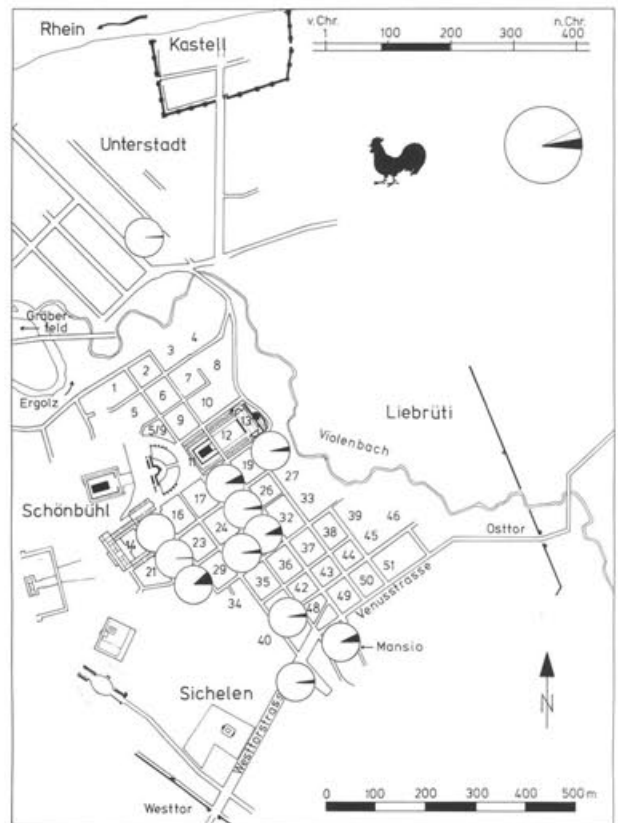 Rhein
Kastell
v. Chr. n. Chr.
1 100 200 300 400
Unterstadt
Gräber-
feld
Ergolz
1
2
3
4
5
6
7
8
9
10
5/9
11
12
13
Liebrüti
Violenbach
Schönbühl
14
16
17
19
21
23
24
26
27
29
32
33
34
35
36
37
38
39
40
42
43
44
45
46
48
49
50
51
Osttor
Venusstrasse
Mansio
Sichelen
Westtorstrasse
Westtor
N
0 100 200 300 400 500 m